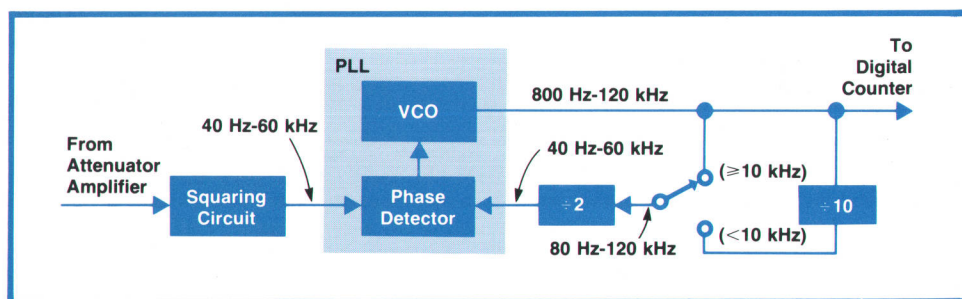 PLL
To
Digital
Counter
VCO
800 Hz-120 kHz
40 Hz-60 kHz
40 Hz-60 kHz
From
Attenuator
Amplifier
Squaring
Circuit
Phase
Detector
÷2
(≥10 kHz)
÷10
80 Hz-120 kHz
(<10 kHz)